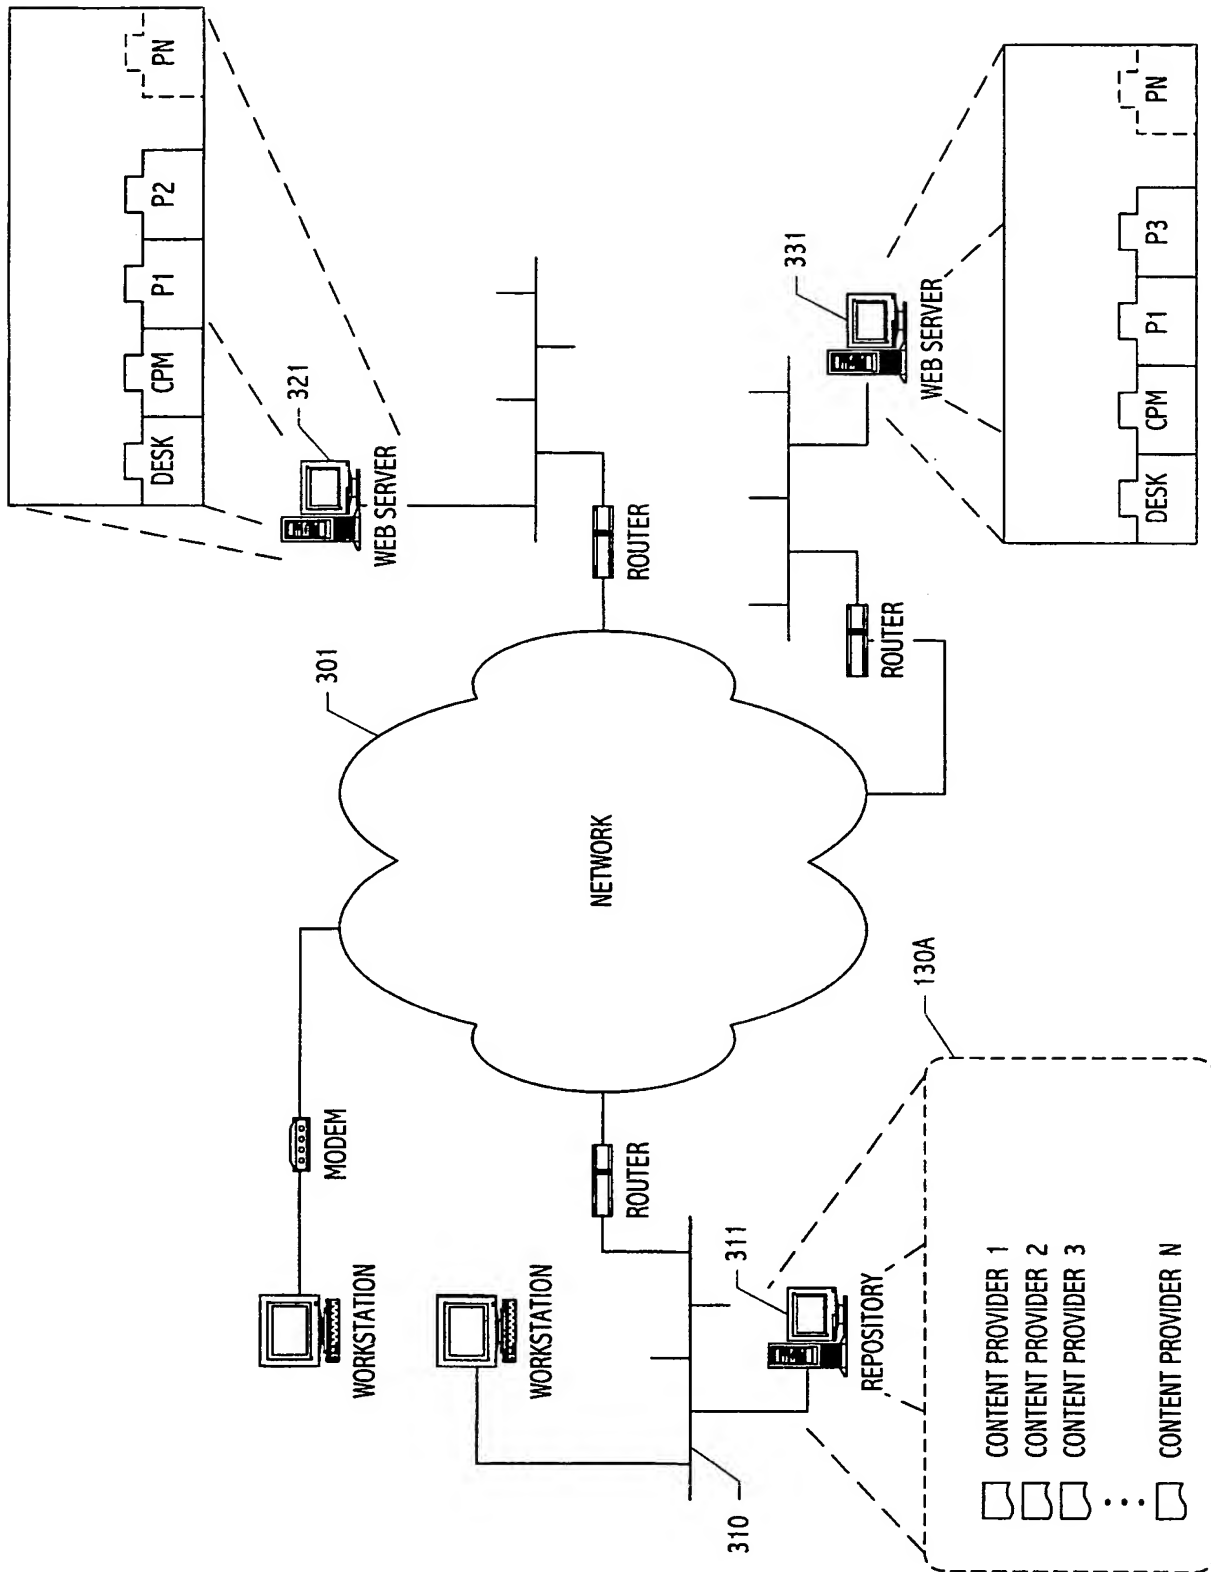 WORKSTATION
MODEM
301
WEB SERVER
321
DESK
CPM
P1
P2
PN
WORKSTATION
310
ROUTER
NETWORK
ROUTER
REPOSITORY
311
ROUTER
WEB SERVER
331
130A
CONTENT PROVIDER 1
CONTENT PROVIDER 2
CONTENT PROVIDER 3
CONTENT PROVIDER N
DESK
CPM
P1
P3
PN